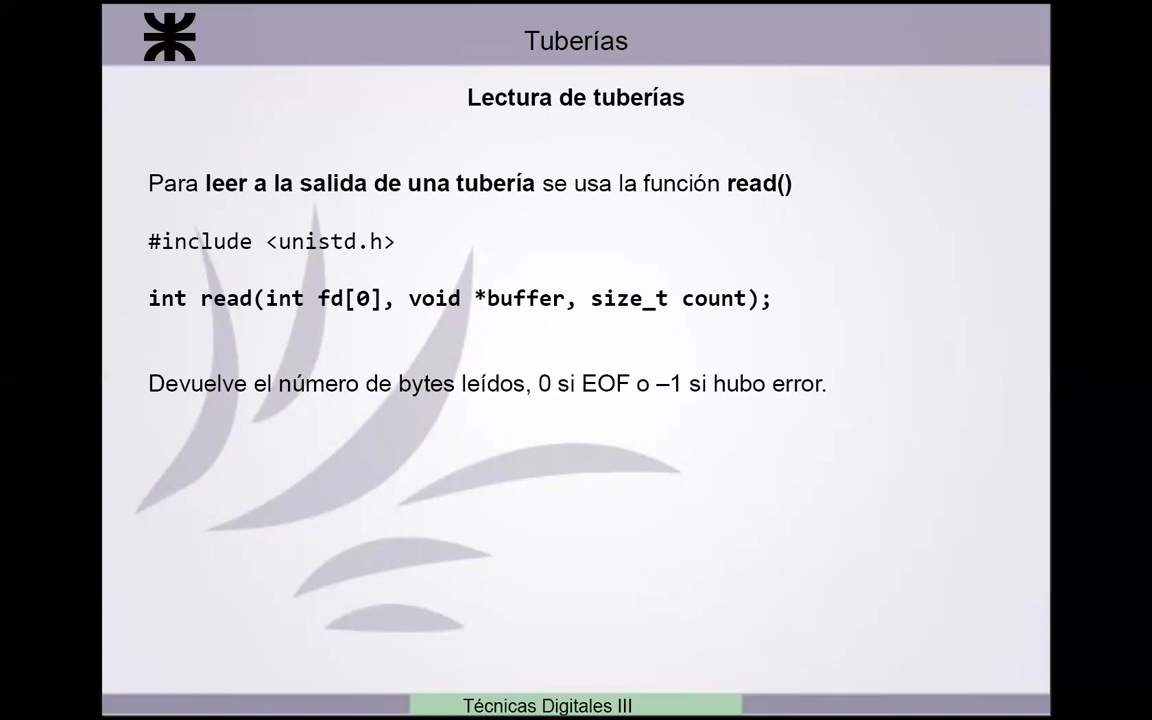 Tuberías
Lectura de tuberías
Para leer a la salida de una tubería se usa la función read()
#include <unistd.h>
int read(int fd[0], void *buffer, size_t count);
Devuelve el número de bytes leídos, 0 si EOF o –1 si hubo error.
Técnicas Digitales III